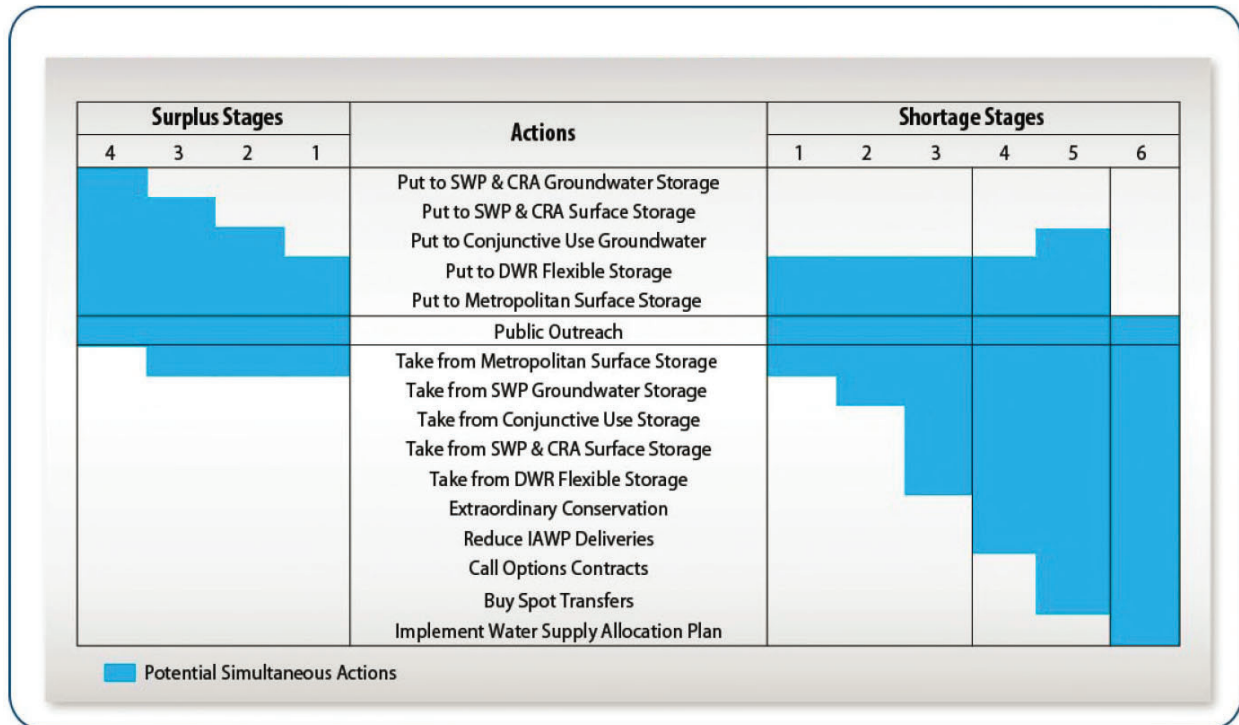 Surplus Stages
Actions
Shortage Stages
4 3 2 1
1 2 3 4 5 6
Put to SWP & CRA Groundwater Storage
Put to SWP & CRA Surface Storage
Put to Conjunctive Use Groundwater
Put to DWR Flexible Storage
Put to Metropolitan Surface Storage
Public Outreach
Take from Metropolitan Surface Storage
Take from SWP Groundwater Storage
Take from Conjunctive Use Storage
Take from SWP & CRA Surface Storage
Take from DWR Flexible Storage
Extraordinary Conservation
Reduce IAWP Deliveries
Call Options Contracts
Buy Spot Transfers
Implement Water Supply Allocation Plan
Potential Simultaneous Actions